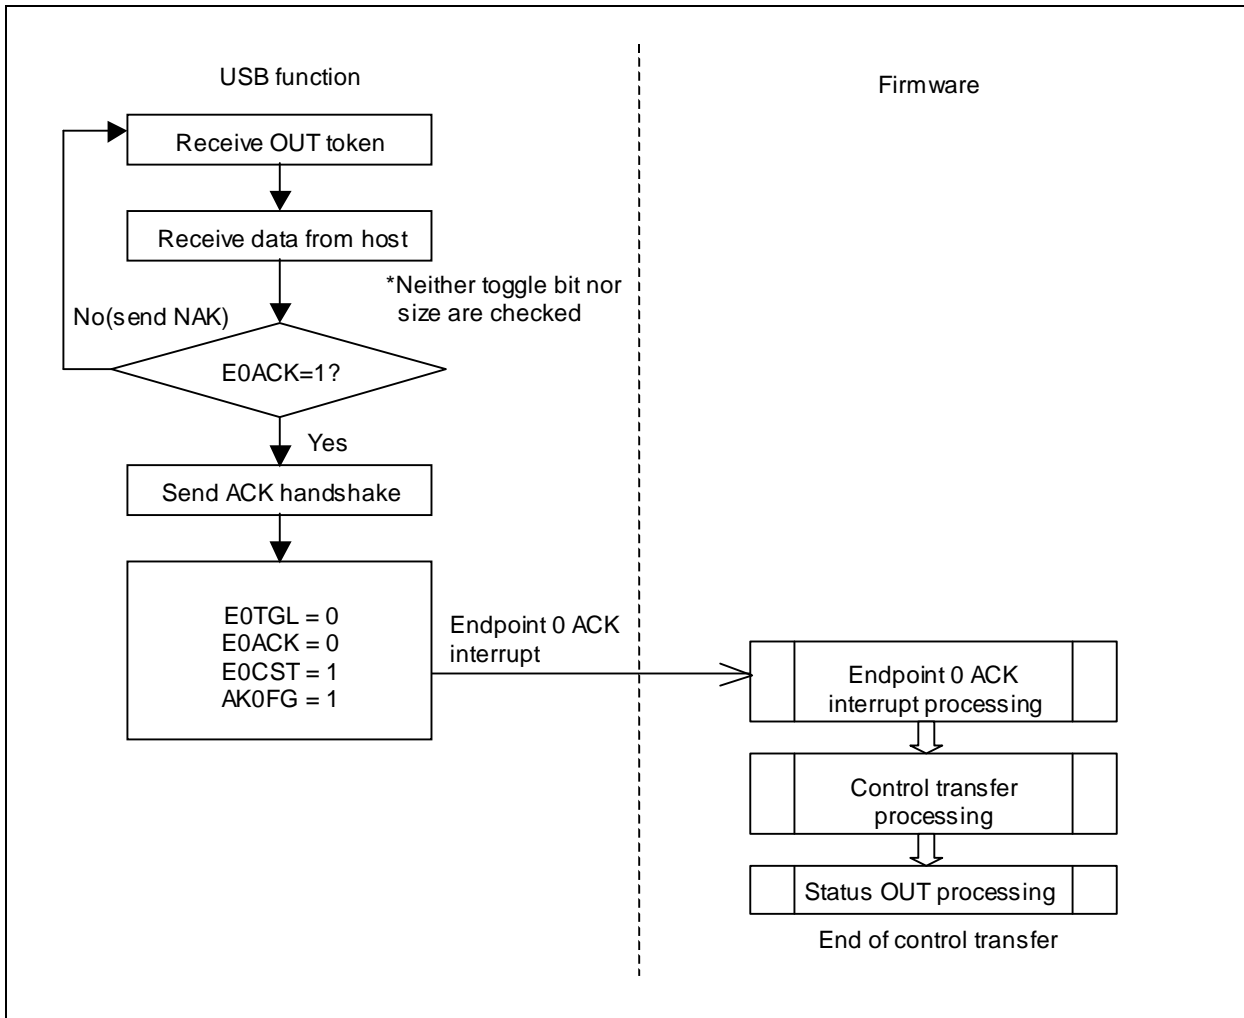 USB function
Firmware
Receive OUT token
Receive data from host
*Neither toggle bit nor
size are checked
No(send NAK)
E0ACK=1?
Yes
Send ACK handshake
E0TGL = 0
E0ACK = 0
E0CST = 1
AK0FG = 1
Endpoint 0 ACK
interrupt
Endpoint 0 ACK
interrupt processing
Control transfer
processing
Status OUT processing
End of control transfer